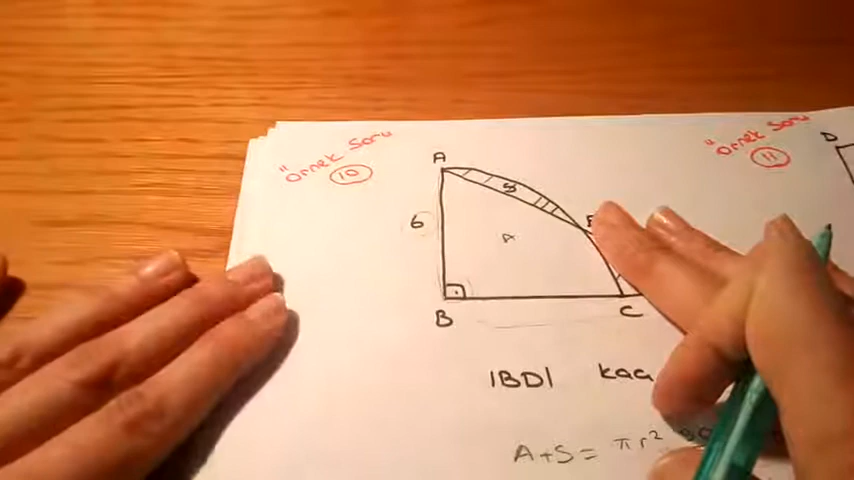 "Örnek Soru
10
"Örnek Soru
11
A
D
S
6
A
B
C
|BD| kaç
A+S = πr²